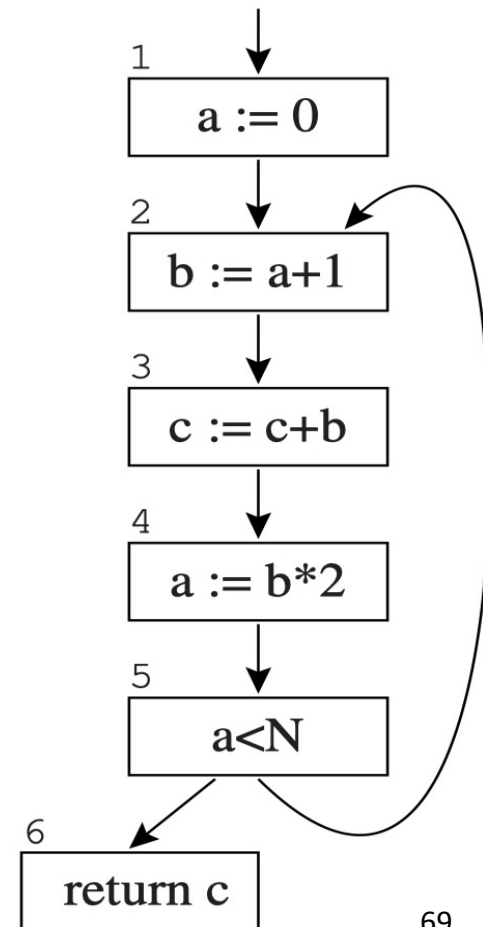 1
a := 0
2
b := a+1
3
c := c+b
4
a := b*2
5
a<N
6
return c
69